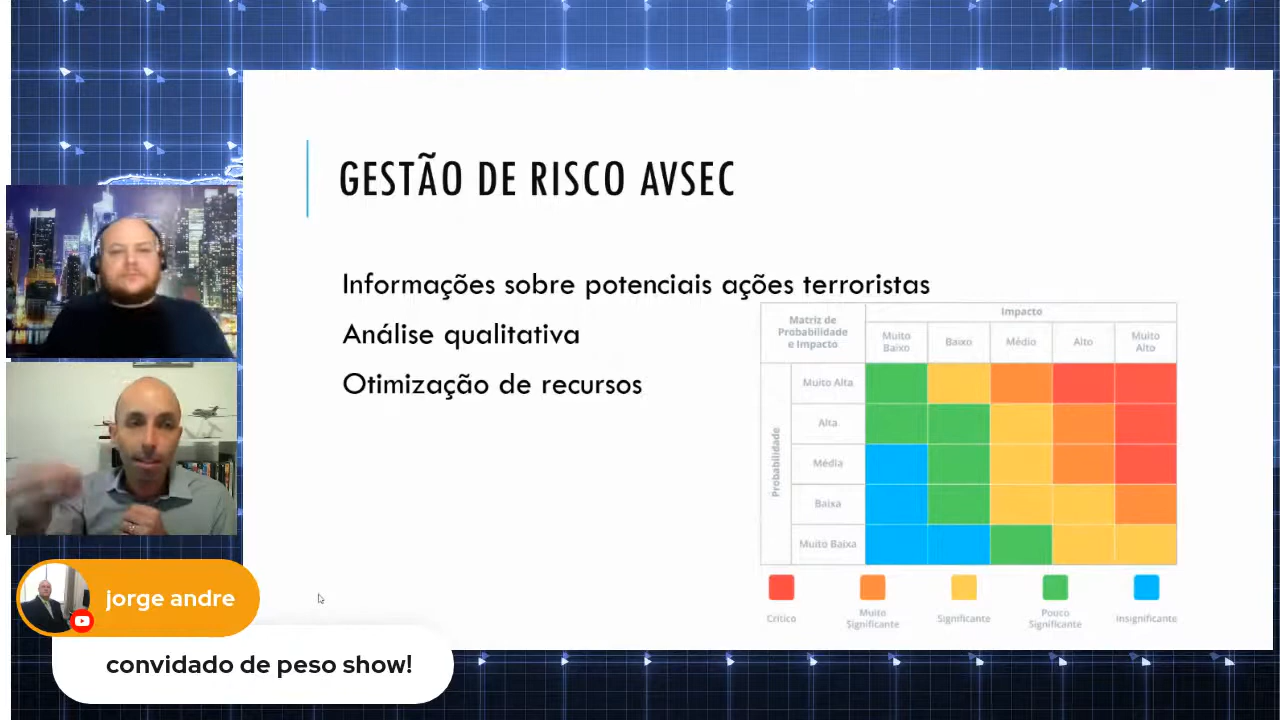 GESTÃO DE RISCO AVSEC
Informações sobre potenciais ações terroristas
Análise qualitativa
Otimização de recursos
Matriz de
Probabilidade
e Impacto
Impacto
Muito
Baixo
Baixo
Médio
Alto
Muito
Alto
Probabilidade
Muito Alta
Alta
Média
Baixa
Muito Baixa
Crítico
Muito
Significante
Significante
Pouco
Significante
Insignificante
jorge andre
convidado de peso show!